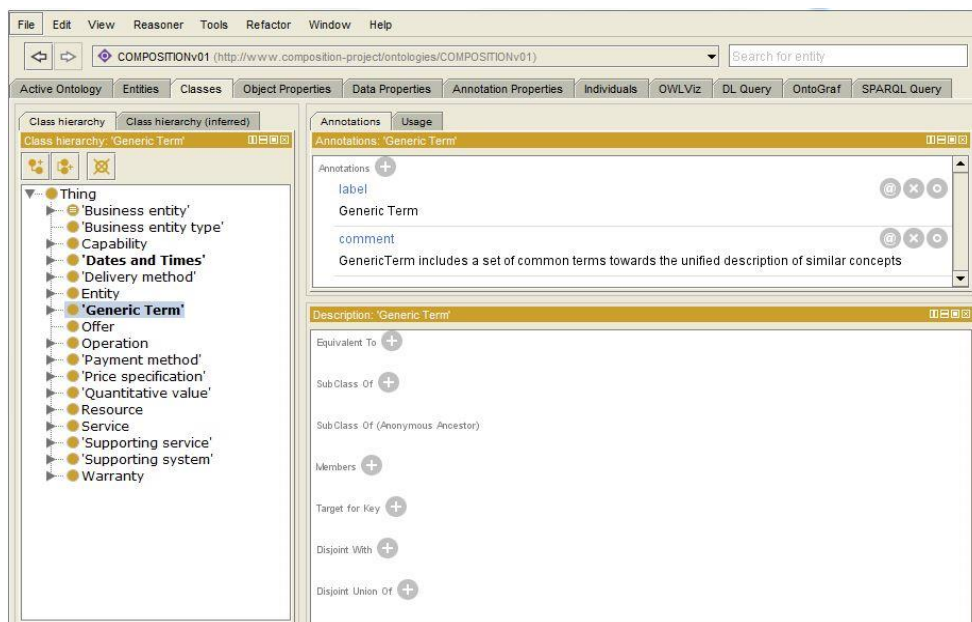 File Edit View Reasoner Tools Refactor Window Help
COMPOSITIONv01 (http://www.composition-project/ontologies/COMPOSITIONv01)
Search for entity
Active Ontology Entities Classes Object Properties Data Properties Annotation Properties Individuals OWLViz DL Query OntoGraf SPARQL Query
Class hierarchy Class hierarchy (inferred)
Class hierarchy: 'Generic Term'
Thing
'Business entity'
'Business entity type'
Capability
'Dates and Times'
'Delivery method'
Entity
'Generic Term'
Offer
Operation
'Payment method'
'Price specification'
'Quantitative value'
Resource
Service
'Supporting service'
'Supporting system'
Warranty
Annotations Usage
Annotations: 'Generic Term'
Annotations
label
Generic Term
comment
GenericTerm includes a set of common terms towards the unified description of similar concepts
Description: 'Generic Term'
Equivalent To
SubClass Of
SubClass Of (Anonymous Ancestor)
Members
Target for Key
Disjoint With
Disjoint Union Of